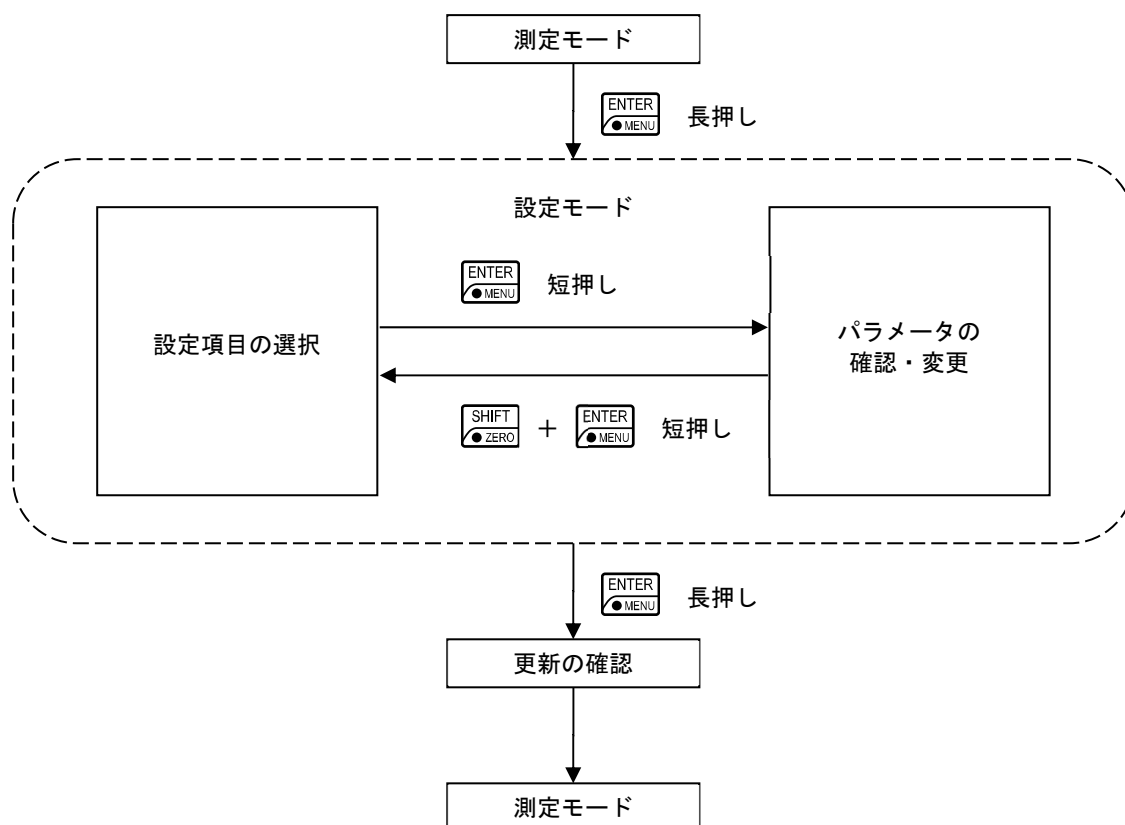 測定モード
ENTER
● MENU
長押し
設定モード
ENTER
● MENU
短押し
設定項目の選択
パラメータの
確認・変更
SHIFT
● ZERO
+
ENTER
● MENU
短押し
ENTER
● MENU
長押し
更新の確認
測定モード